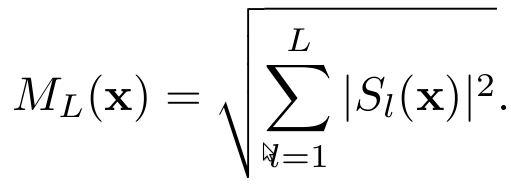 $M_L(\mathbf{x}) = \sqrt{\sum_{l=1}^{L} |S_l(\mathbf{x})|^2}.$